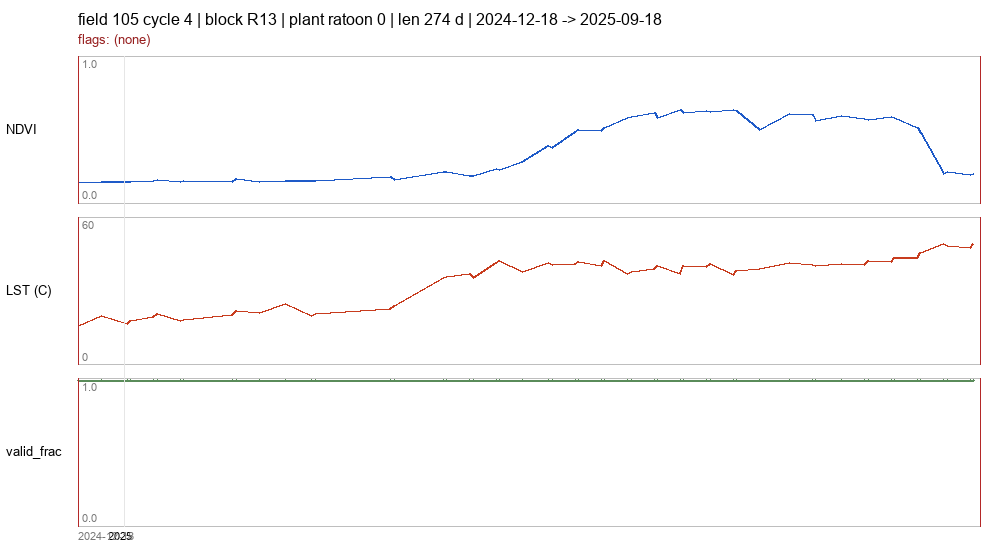 field 105 cycle 4 | block R13 | plant ratoon 0 | len 274 d | 2024-12-18 -> 2025-09-18
flags: (none)
1.0
NDVI
0.0
60
LST (C)
0
1.0
valid_frac
0.0
2025